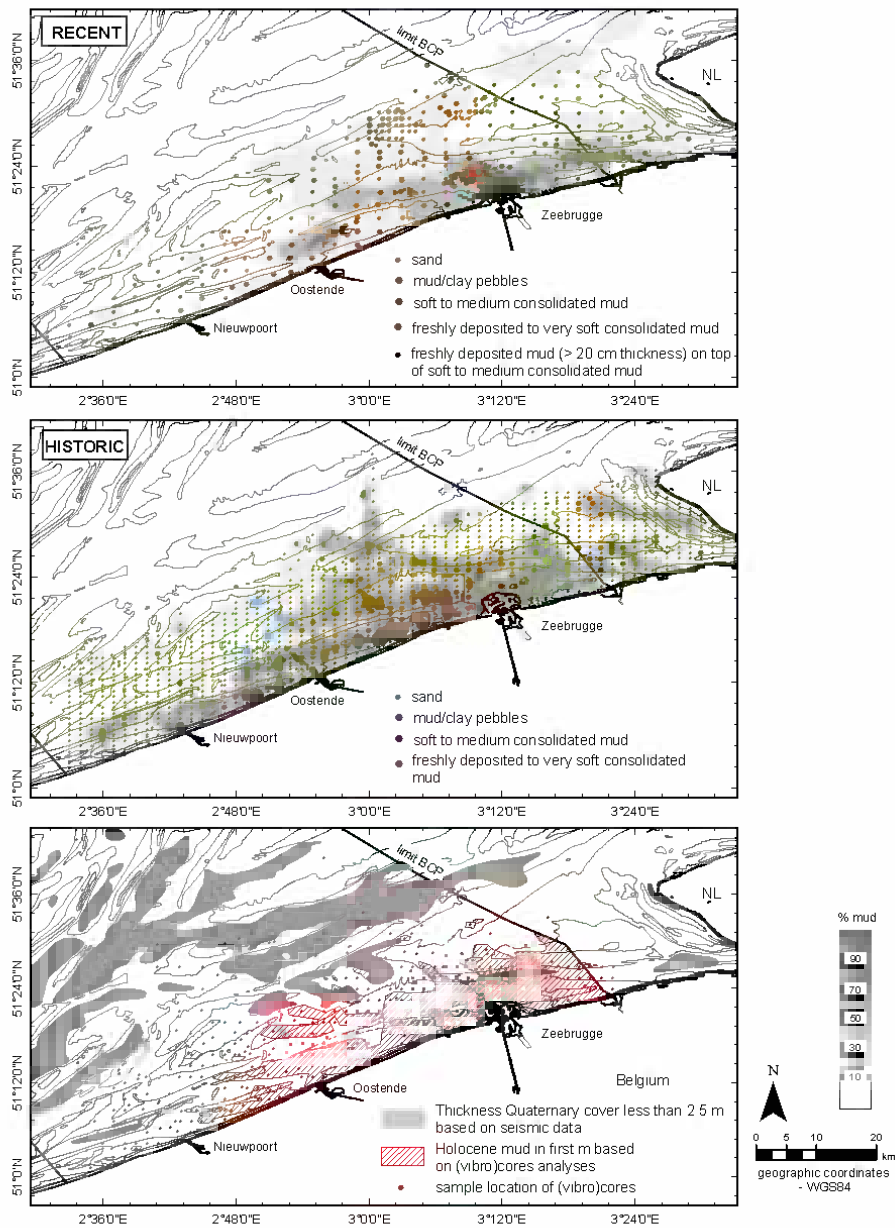 RECENT
limit BCP
NL
51°36'0"N
51°24'0"N
51°12'0"N
51°0'N
Zeebrugge
Oostende
Nieuwpoort
sand
mud/clay pebbles
soft to medium consolidated mud
freshly deposited to very soft consolidated mud
freshly deposited mud (> 20 cm thickness) on top
of soft to medium consolidated mud
2°36'0"E 2°48'0"E 3°0'0"E 3°12'0"E 3°24'0"E
HISTORIC
limit BCP
NL
51°36'0"N
51°24'0"N
51°12'0"N
51°0'N
Zeebrugge
Oostende
Nieuwpoort
sand
mud/clay pebbles
soft to medium consolidated mud
freshly deposited to very soft consolidated
mud
2°36'0"E 2°48'0"E 3°0'0"E 3°12'0"E 3°24'0"E
limit BCP
NL
51°36'0"N
51°24'0"N
51°12'0"N
51°0'N
Zeebrugge
Belgium
Oostende
Nieuwpoort
Thickness Quaternary cover less than 2 5 m
based on seismic data
Holocene mud in first m based
on (vibro)cores analyses
sample location of (vibro)cores
2°36'0"E 2°48'0"E 3°0'0"E 3°12'0"E 3°24'0"E
% mud
90
70
50
30
10
N
0 5 10 20
km
geographic coordinates
- WGS84